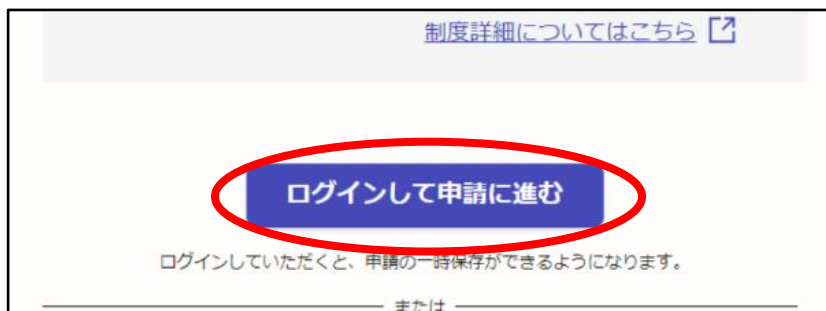 制度詳細についてはこちら
ログインして申請に進む
ログインしていただくと、申請の一時保存ができるようになります。
または